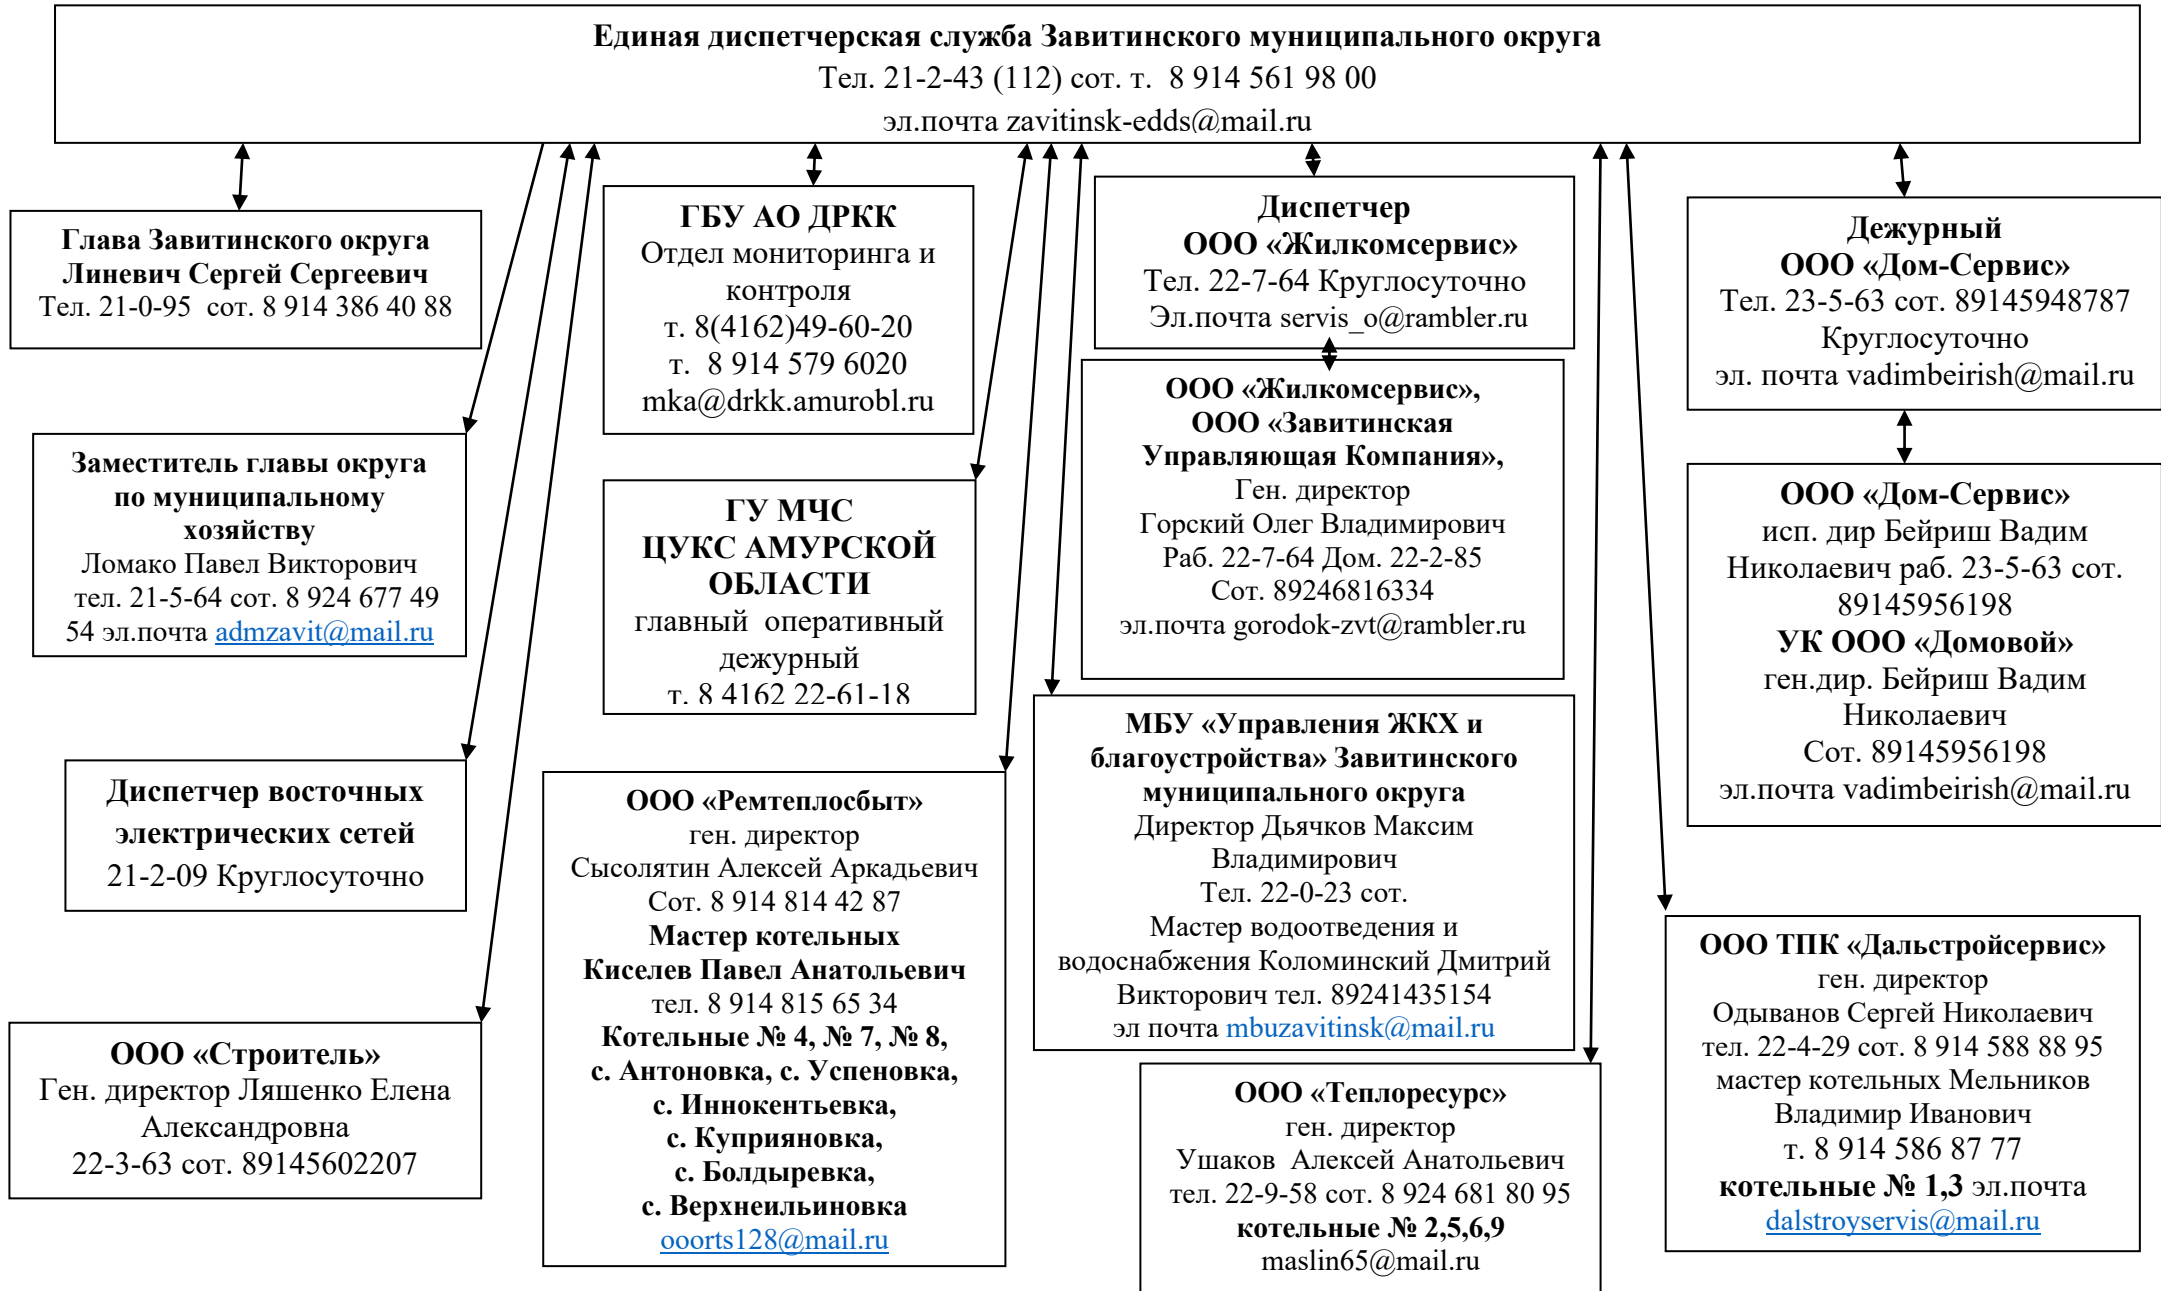 Единая диспетчерская служба Завитинского муниципального округа
Тел. 21-2-43 (112) сот. т. 8 914 561 98 00
эл.почта zavitinsk-edds@mail.ru
Глава Завитинского округа
Линевич Сергей Сергеевич
Тел. 21-0-95 сот. 8 914 386 40 88
Заместитель главы округа
по муниципальному
хозяйству
Ломако Павел Викторович
тел. 21-5-64 сот. 8 924 677 49
54 эл.почта admzavit@mail.ru
Диспетчер восточных
электрических сетей
21-2-09 Круглосуточно
ООО «Строитель»
Ген. директор Ляшенко Елена
Александровна
22-3-63 сот. 89145602207
ГБУ АО ДРКК
Отдел мониторинга и
контроля
т. 8(4162)49-60-20
т. 8 914 579 6020
mka@drkk.amurobl.ru
ГУ МЧС
ЦУКС АМУРСКОЙ
ОБЛАСТИ
главный оперативный
дежурный
т. 8 4162 22-61-18
ООО «Ремтеплосбыт»
ген. директор
Сысолятин Алексей Аркадьевич
Сот. 8 914 814 42 87
Мастер котельных
Киселев Павел Анатольевич
тел. 8 914 815 65 34
Котельные № 4, № 7, № 8,
с. Антоновка, с. Успеновка,
с. Иннокентьевка,
с. Куприяновка,
с. Болдыревка,
с. Верхнеильиновка
ooorts128@mail.ru
Диспетчер
ООО «Жилкомсервис»
Тел. 22-7-64 Круглосуточно
Эл.почта servis_o@rambler.ru
ООО «Жилкомсервис»,
ООО «Завитинская
Управляющая Компания»,
Ген. директор
Горский Олег Владимирович
Раб. 22-7-64 Дом. 22-2-85
Сот. 89246816334
эл.почта gorodok-zvt@rambler.ru
МБУ «Управления ЖКХ и
благоустройства» Завитинского
муниципального округа
Директор Дьячков Максим
Владимирович
Тел. 22-0-23 сот.
Мастер водоотведения и
водоснабжения Коломинский Дмитрий
Викторович тел. 89241435154
эл почта mbuzavitinsk@mail.ru
ООО «Теплоресурс»
ген. директор
Ушаков Алексей Анатольевич
тел. 22-9-58 сот. 8 924 681 80 95
котельные № 2,5,6,9
maslin65@mail.ru
Дежурный
ООО «Дом-Сервис»
Тел. 23-5-63 сот. 89145948787
Круглосуточно
эл. почта vadimbeirish@mail.ru
ООО «Дом-Сервис»
исп. дир Бейриш Вадим
Николаевич раб. 23-5-63 сот.
89145956198
УК ООО «Домовой»
ген.дир. Бейриш Вадим
Николаевич
Сот. 89145956198
эл.почта vadimbeirish@mail.ru
ООО ТПК «Дальстройсервис»
ген. директор
Одыванов Сергей Николаевич
тел. 22-4-29 сот. 8 914 588 88 95
мастер котельных Мельников
Владимир Иванович
т. 8 914 586 87 77
котельные № 1,3 эл.почта
dalstroyservis@mail.ru